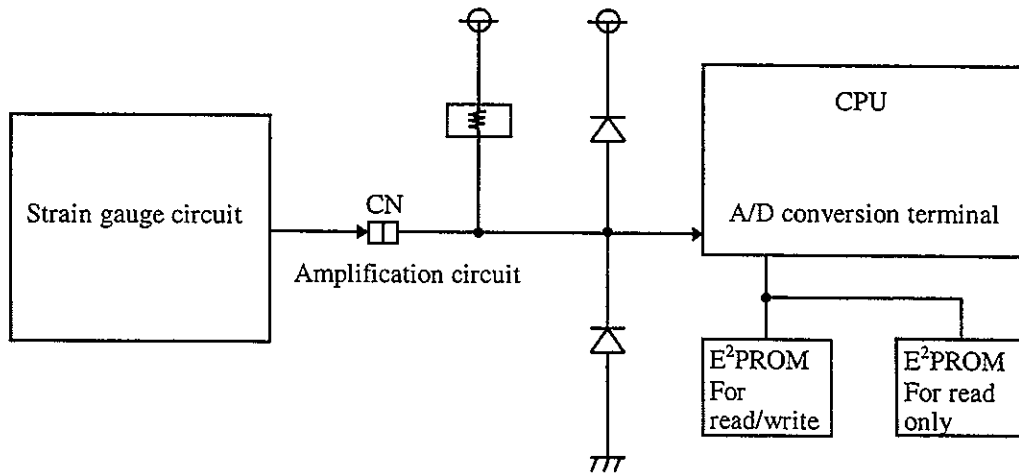 CPU
Strain gauge circuit
CN
A/D conversion terminal
Amplification circuit
E²PROM
For
read/write
E²PROM
For read
only